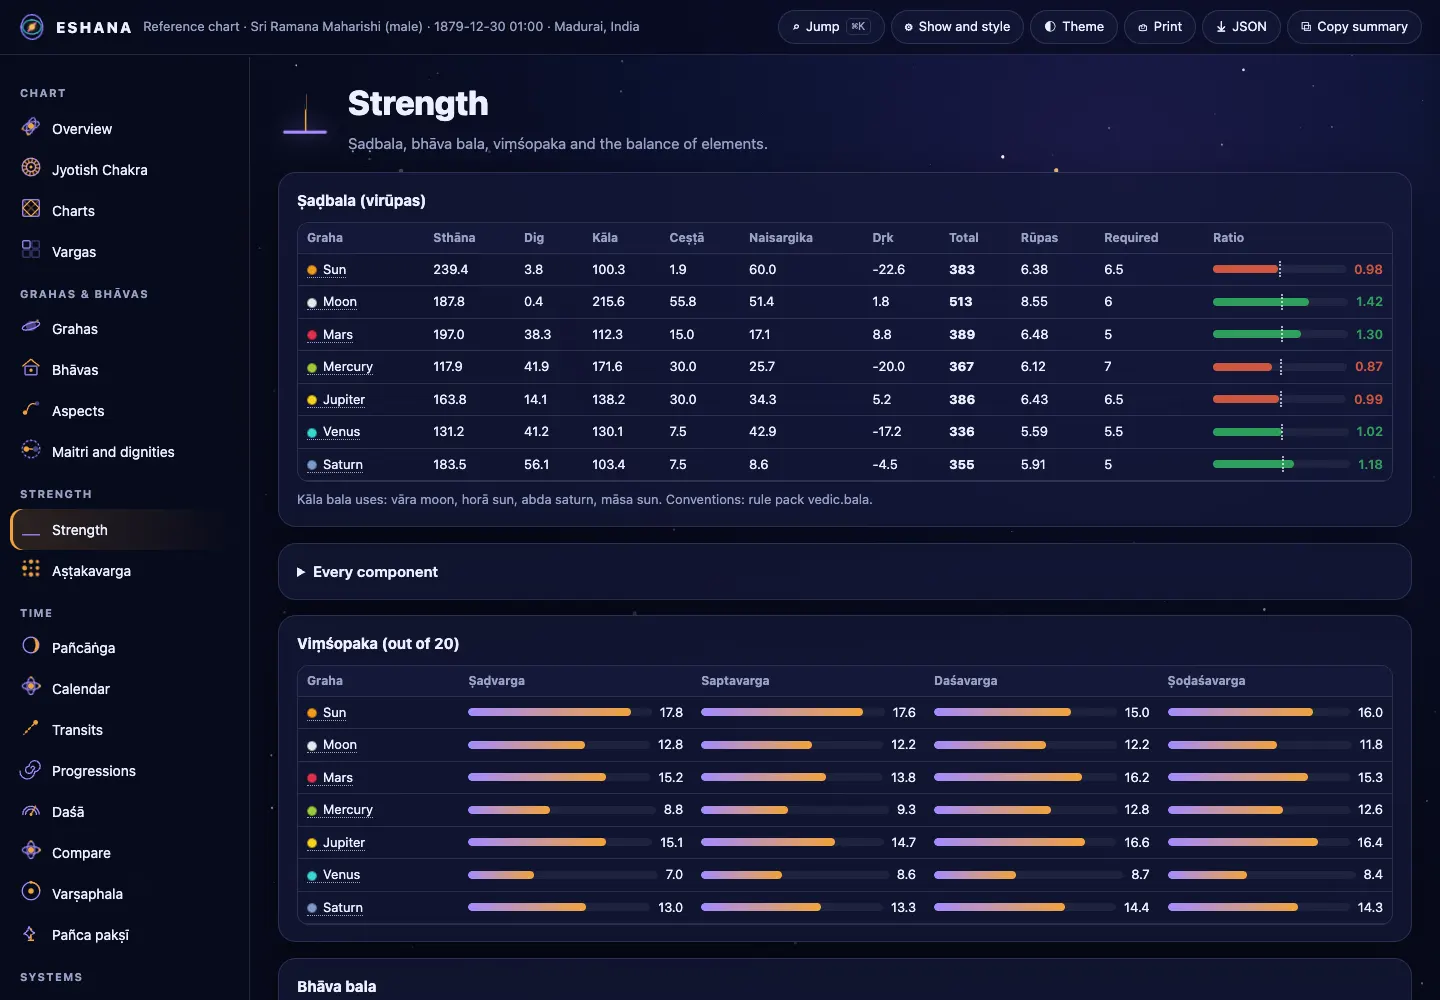 ESHANA Reference chart · Sri Ramana Maharishi (male) · 1879-12-30 01:00 · Madurai, India Jump ⌘K Show and style Theme Print JSON Copy summary
CHART
Overview
Jyotish Chakra
Charts
Vargas
GRAHAS & BHĀVAS
Grahas
Bhāvas
Aspects
Maitri and dignities
STRENGTH
Strength
Aṣṭakavarga
TIME
Pañcāṅga
Calendar
Transits
Progressions
Daśā
Compare
Varṣaphala
Pañca pakṣī
SYSTEMS
Strength
Ṣaḍbala, bhāva bala, viṃśopaka and the balance of elements.
Ṣaḍbala (virūpas)
Graha Sthāna Dig Kāla Ceṣṭā Naisargika Dṛk Total Rūpas Required Ratio
Sun 239.4 3.8 100.3 1.9 60.0 -22.6 383 6.38 6.5 0.98
Moon 187.8 0.4 215.6 55.8 51.4 1.8 513 8.55 6 1.42
Mars 197.0 38.3 112.3 15.0 17.1 8.8 389 6.48 5 1.30
Mercury 117.9 41.9 171.6 30.0 25.7 -20.0 367 6.12 7 0.87
Jupiter 163.8 14.1 138.2 30.0 34.3 5.2 386 6.43 6.5 0.99
Venus 131.2 41.2 130.1 7.5 42.9 -17.2 336 5.59 5.5 1.02
Saturn 183.5 56.1 103.4 7.5 8.6 -4.5 355 5.91 5 1.18
Kāla bala uses: vāra moon, horā sun, abda saturn, māsa sun. Conventions: rule pack vedic.bala.
Every component
Viṃśopaka (out of 20)
Graha Ṣaḍvarga Saptavarga Daśavarga Ṣoḍaśavarga
Sun 17.8 17.6 15.0 16.0
Moon 12.8 12.2 12.2 11.8
Mars 15.2 13.8 16.2 15.3
Mercury 8.8 9.3 12.8 12.6
Jupiter 15.1 14.7 16.6 16.4
Venus 7.0 8.6 8.7 8.4
Saturn 13.0 13.3 14.4 14.3
Bhāva bala